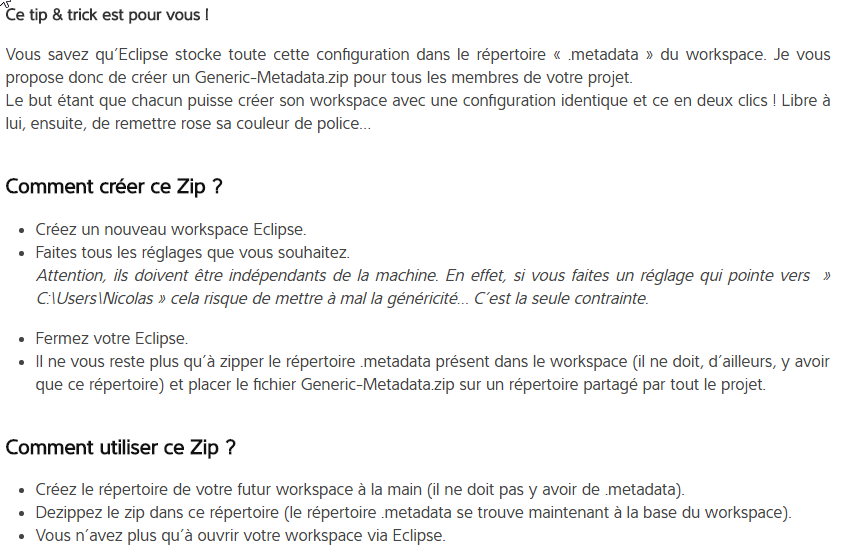 Ce tip & trick est pour vous !
Vous savez qu’Eclipse stocke toute cette configuration dans le répertoire « .metadata » du workspace. Je vous
propose donc de créer un Generic-Metadata.zip pour tous les membres de votre projet.
Le but étant que chacun puisse créer son workspace avec une configuration identique et ce en deux clics ! Libre à
lui, ensuite, de remettre rose sa couleur de police…
Comment créer ce Zip ?
• Créez un nouveau workspace Eclipse.
• Faites tous les réglages que vous souhaitez.
Attention, ils doivent être indépendants de la machine. En effet, si vous faites un réglage qui pointe vers »
C:\Users\Nicolas » cela risque de mettre à mal la généricité… C’est la seule contrainte.
• Fermez votre Eclipse.
• Il ne vous reste plus qu’à zipper le répertoire .metadata présent dans le workspace (il ne doit, d’ailleurs, y avoir
que ce répertoire) et placer le fichier Generic-Metadata.zip sur un répertoire partagé par tout le projet.
Comment utiliser ce Zip ?
• Créez le répertoire de votre futur workspace à la main (il ne doit pas y avoir de .metadata).
• Dezippez le zip dans ce répertoire (le répertoire .metadata se trouve maintenant à la base du workspace).
• Vous n’avez plus qu’à ouvrir votre workspace via Eclipse.